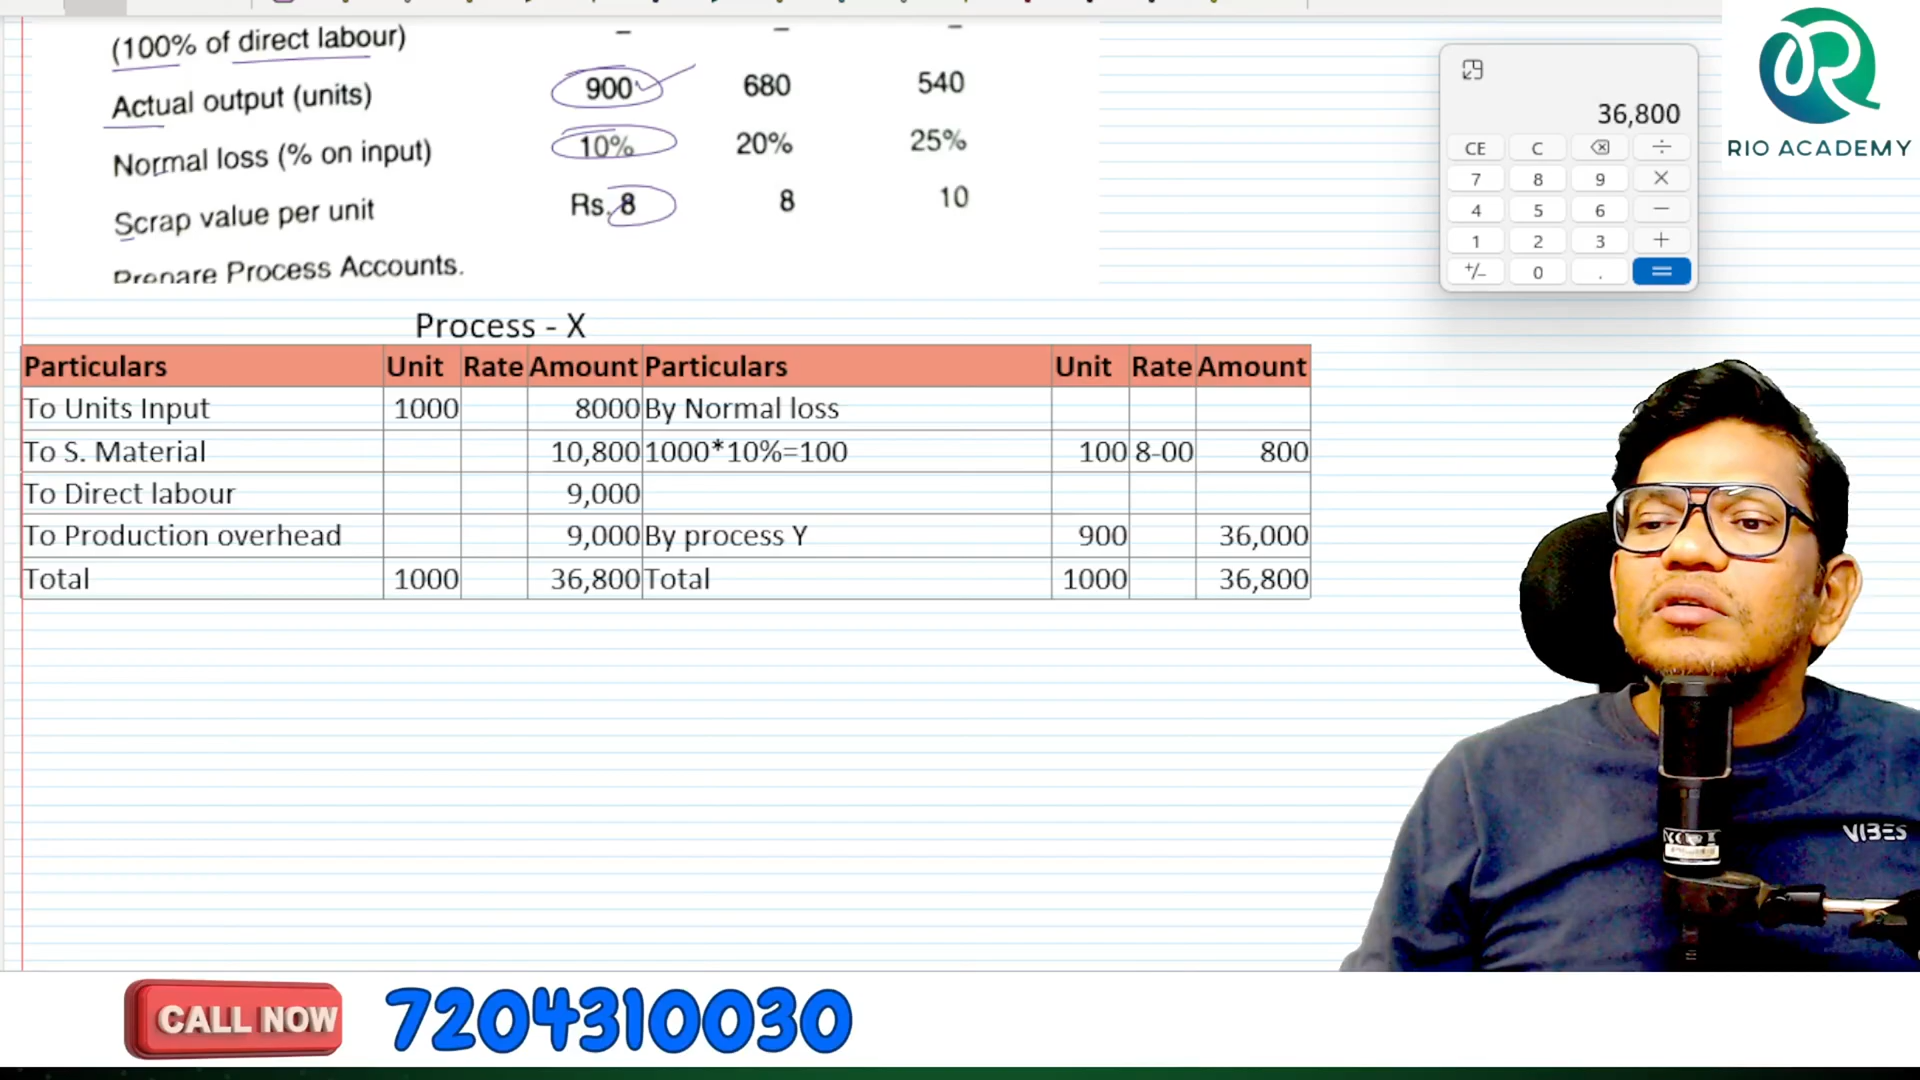 (100% of direct labour) – – –
Actual output (units) 900 680 540
Normal loss (% on input) 10% 20% 25%
Scrap value per unit Rs. 8 8 10
Prepare Process Accounts.
36,800
CE C ÷
7 8 9 ×
4 5 6 −
1 2 3 +
+/− 0 . =
RIO ACADEMY
Process - X
Particulars Unit Rate Amount Particulars Unit Rate Amount
To Units Input 1000 8000 By Normal loss
To S. Material 10,800 1000*10%=100 100 8-00 800
To Direct labour 9,000
To Production overhead 9,000 By process Y 900 36,000
Total 1000 36,800 Total 1000 36,800
VIBES
CALL NOW 7204310030